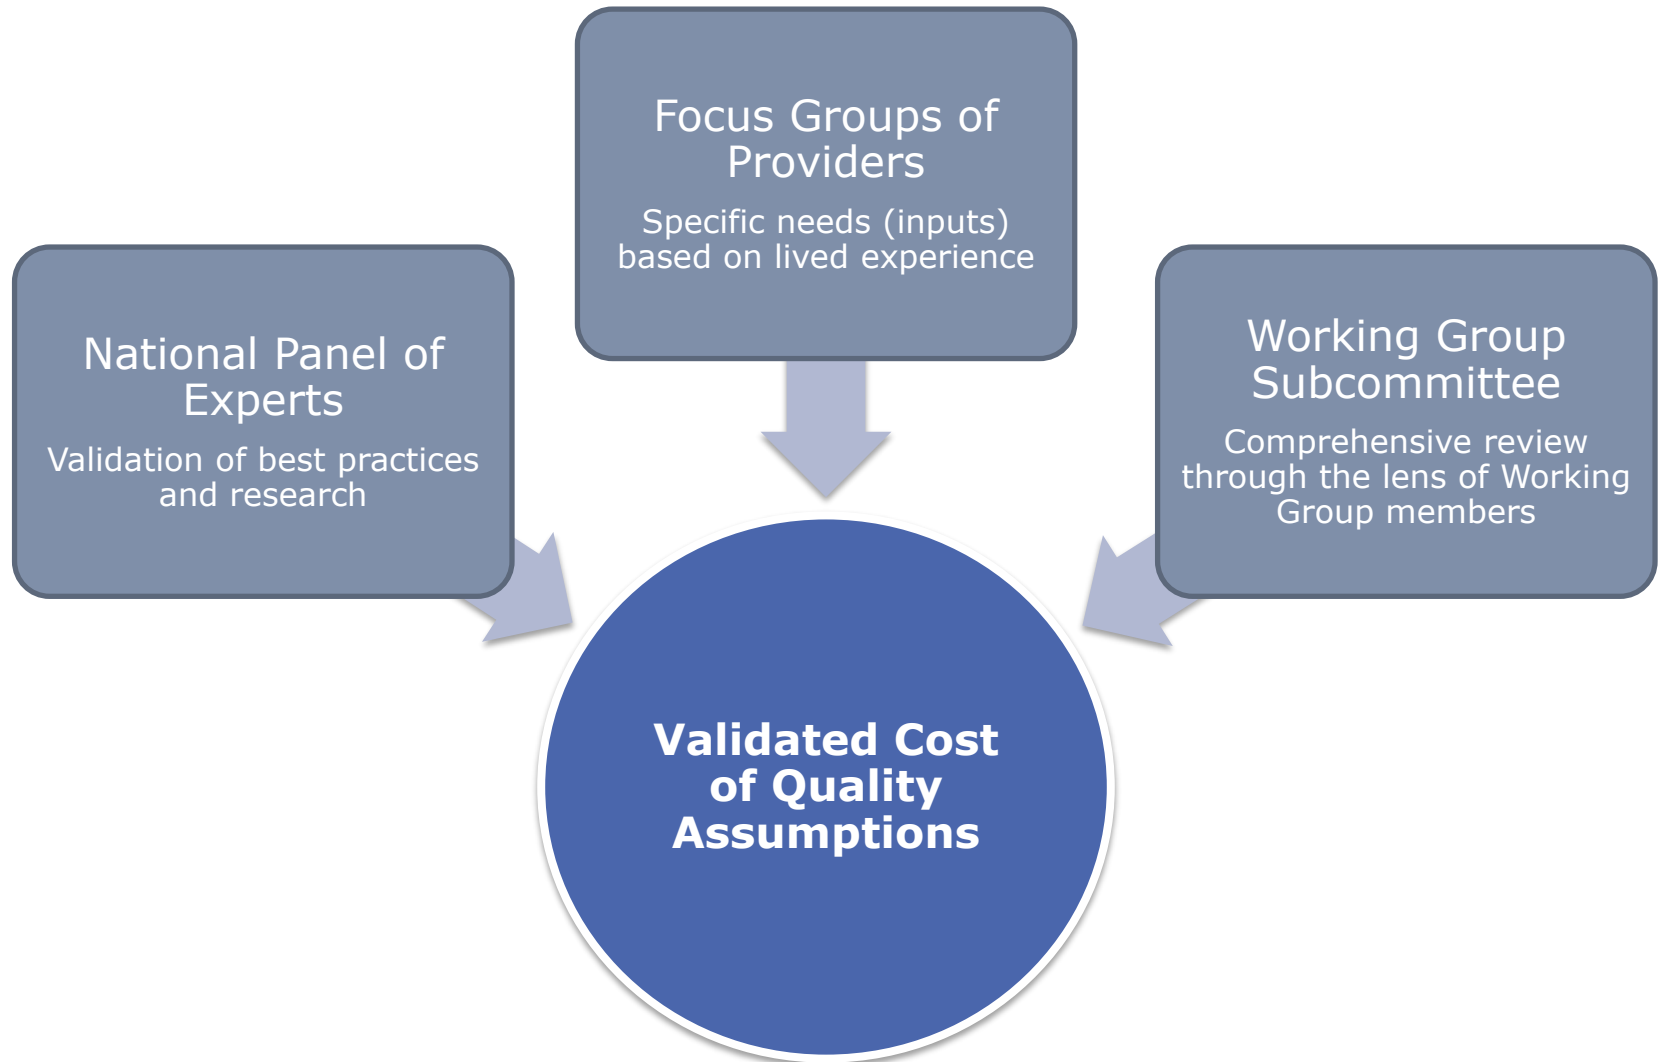 Focus Groups of
Providers
Specific needs (inputs)
based on lived experience
National Panel of
Experts
Validation of best practices
and research
Working Group
Subcommittee
Comprehensive review
through the lens of Working
Group members
Validated Cost
of Quality
Assumptions